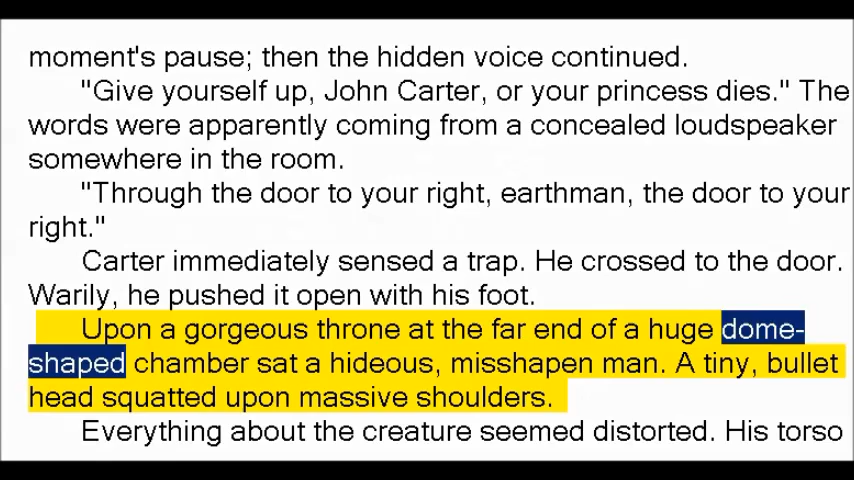 moment's pause; then the hidden voice continued.
"Give yourself up, John Carter, or your princess dies." The
words were apparently coming from a concealed loudspeaker
somewhere in the room.
"Through the door to your right, earthman, the door to your
right."
Carter immediately sensed a trap. He crossed to the door.
Warily, he pushed it open with his foot.
Upon a gorgeous throne at the far end of a huge dome-
shaped chamber sat a hideous, misshapen man. A tiny, bullet
head squatted upon massive shoulders.
Everything about the creature seemed distorted. His torso